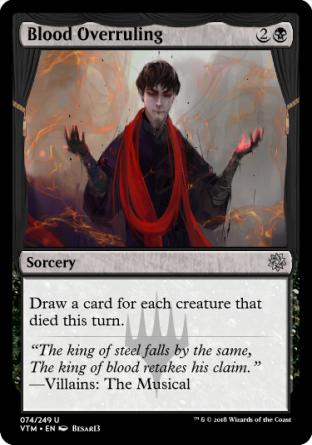 Blood Overruling 2
Sorcery
Draw a card for each creature that
died this turn.
“The king of steel falls by the same,
The king of blood retakes his claim.”
—Villains: The Musical
074/249 U
VTM • EN Besari3
™ & © 2018 Wizards of the Coast